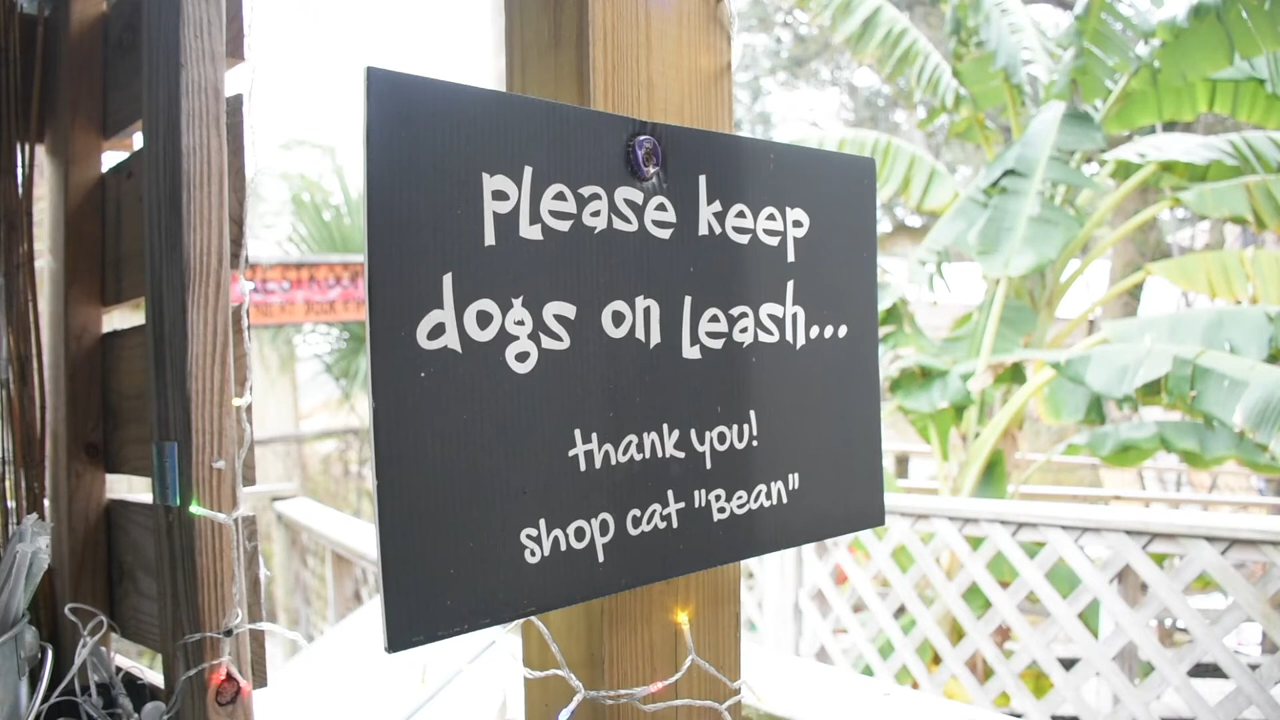 please keep
dogs on leash...
thank you!
shop cat "Bean"